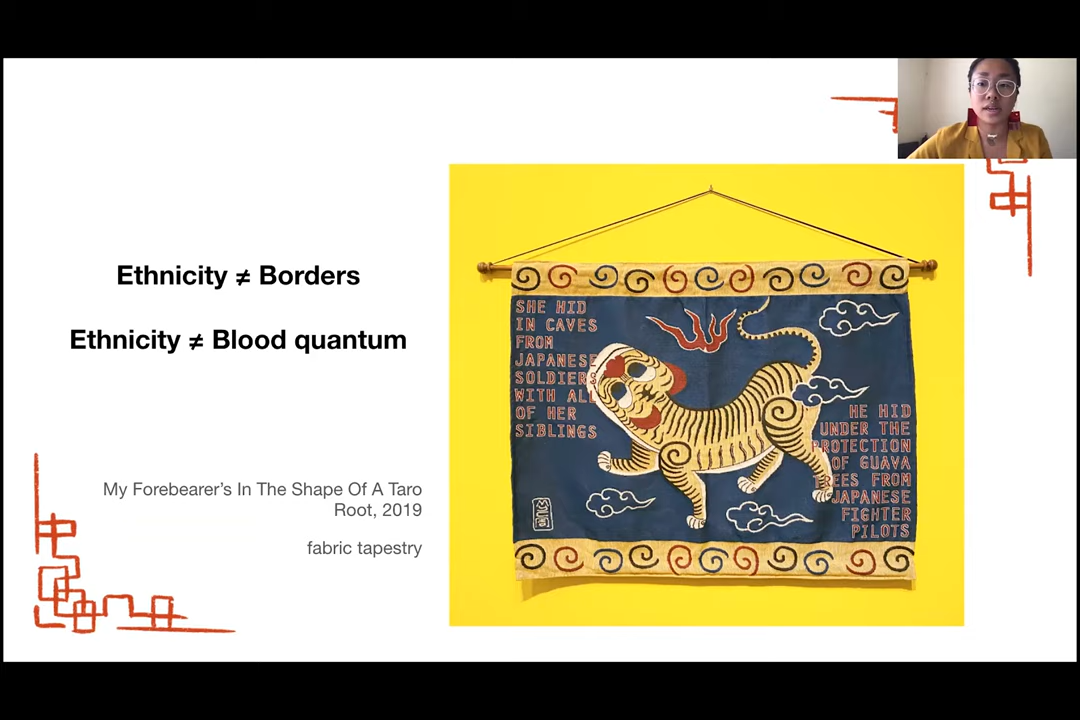 Ethnicity ≠ Borders
Ethnicity ≠ Blood quantum
My Forebearer's In The Shape Of A Taro
Root, 2019
fabric tapestry
SHE HID
IN CAVES
FROM
JAPANESE
SOLDIER
WITH ALL
OF HER
SIBLINGS
HE HID
UNDER THE
PROTECTION
OF GUAVA
TREES FROM
JAPANESE
FIGHTER
PILOTS